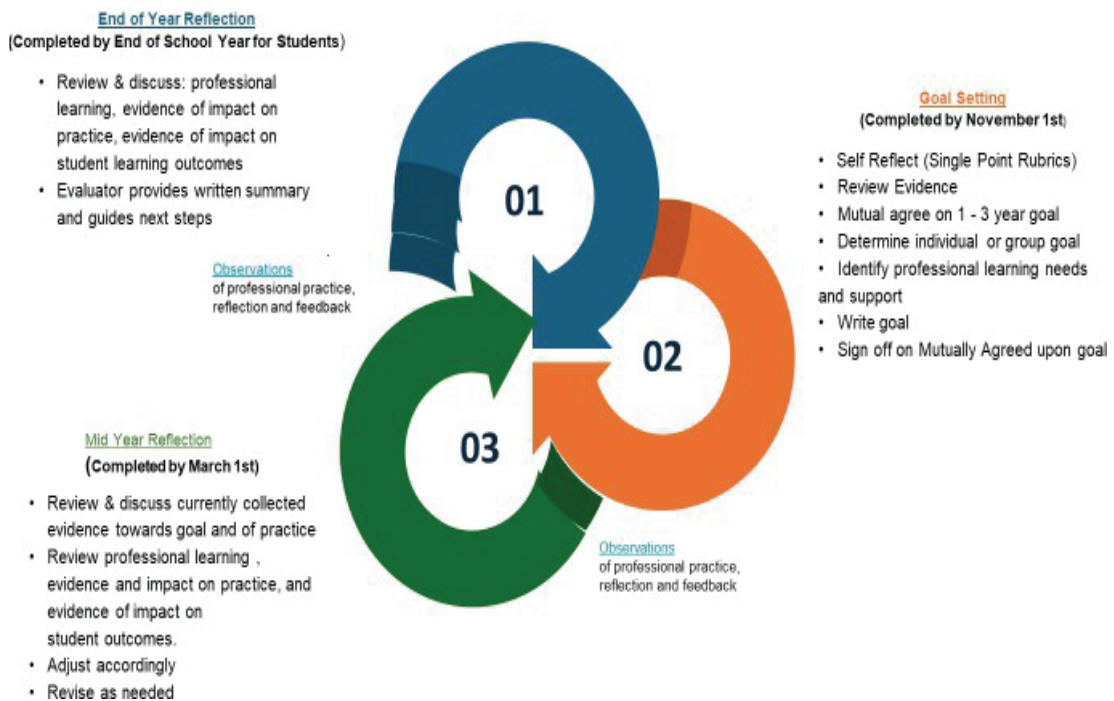 End of Year Reflection
(Completed by End of School Year for Students)
• Review & discuss: professional
learning, evidence of impact on
practice, evidence of impact on
student learning outcomes
• Evaluator provides written summary
and guides next steps
Observations
of professional practice,
reflection and feedback
01
Goal Setting
(Completed by November 1st)
• Self Reflect (Single Point Rubrics)
• Review Evidence
• Mutual agree on 1 - 3 year goal
• Determine individual or group goal
• Identify professional learning needs
and support
• Write goal
• Sign off on Mutually Agreed upon goal
02
03
Mid Year Reflection
(Completed by March 1st)
• Review & discuss currently collected
evidence towards goal and of practice
• Review professional learning ,
evidence and impact on practice, and
evidence of impact on
student outcomes.
• Adjust accordingly
• Revise as needed
Observations
of professional practice,
reflection and feedback